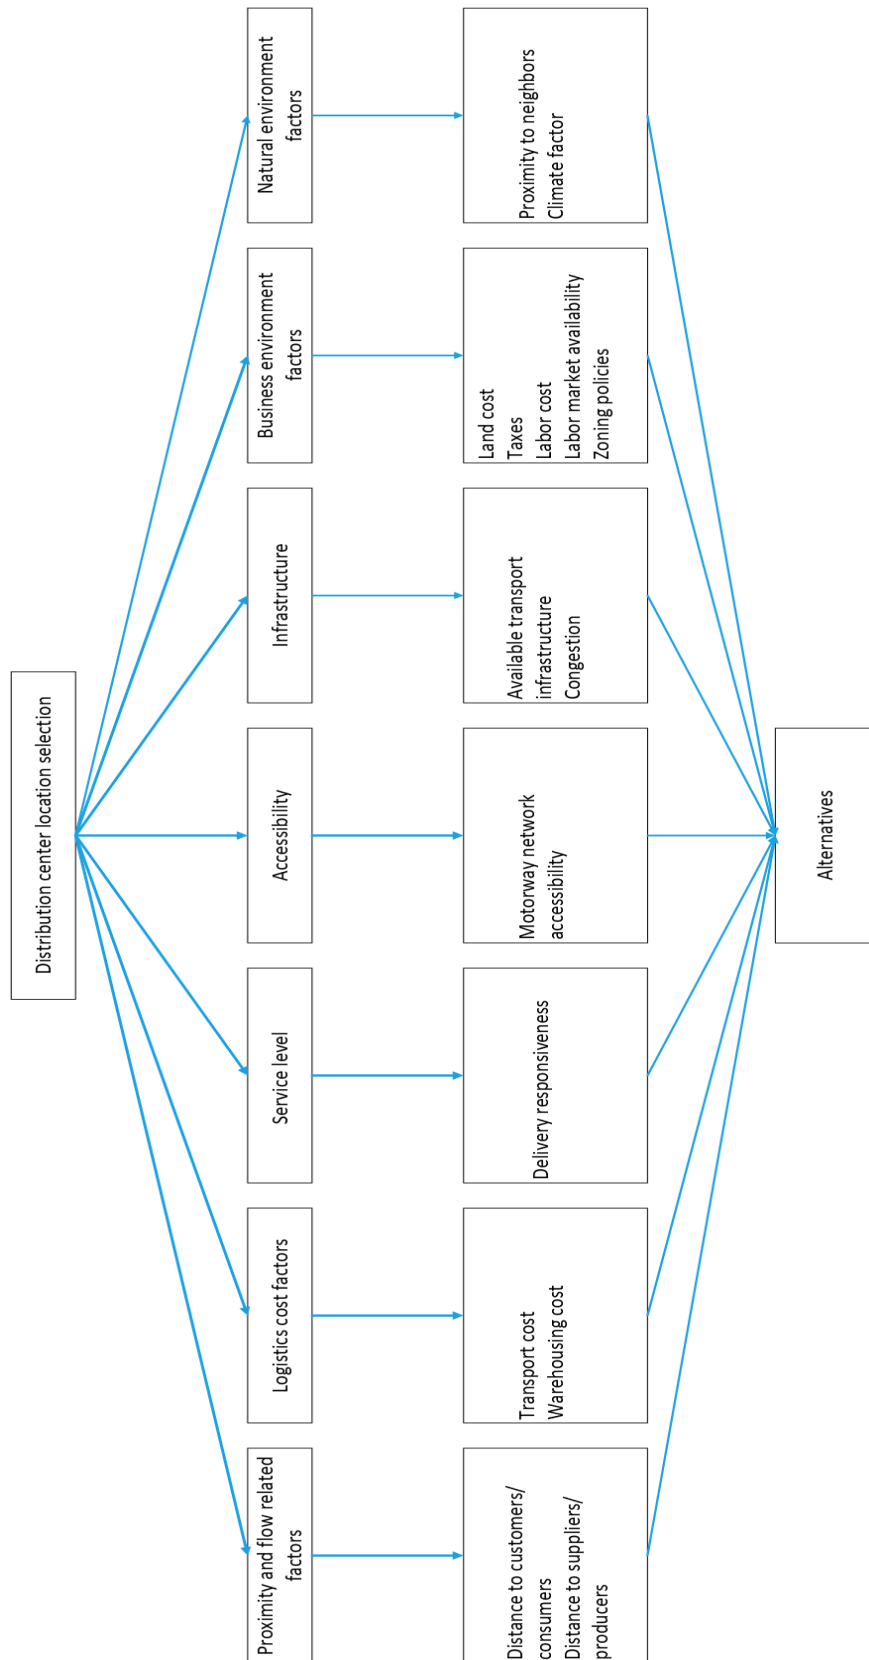 Distribution center location selection
Proximity and flow related
factors
Logistics cost factors
Service level
Accessibility
Infrastructure
Business environment
factors
Natural environment
factors
Distance to customers/
consumers
Distance to suppliers/
producers
Transport cost
Warehousing cost
Delivery responsiveness
Motorway network
accessibility
Available transport
infrastructure
Congestion
Land cost
Taxes
Labor cost
Labor market availability
Zoning policies
Proximity to neighbors
Climate factor
Alternatives